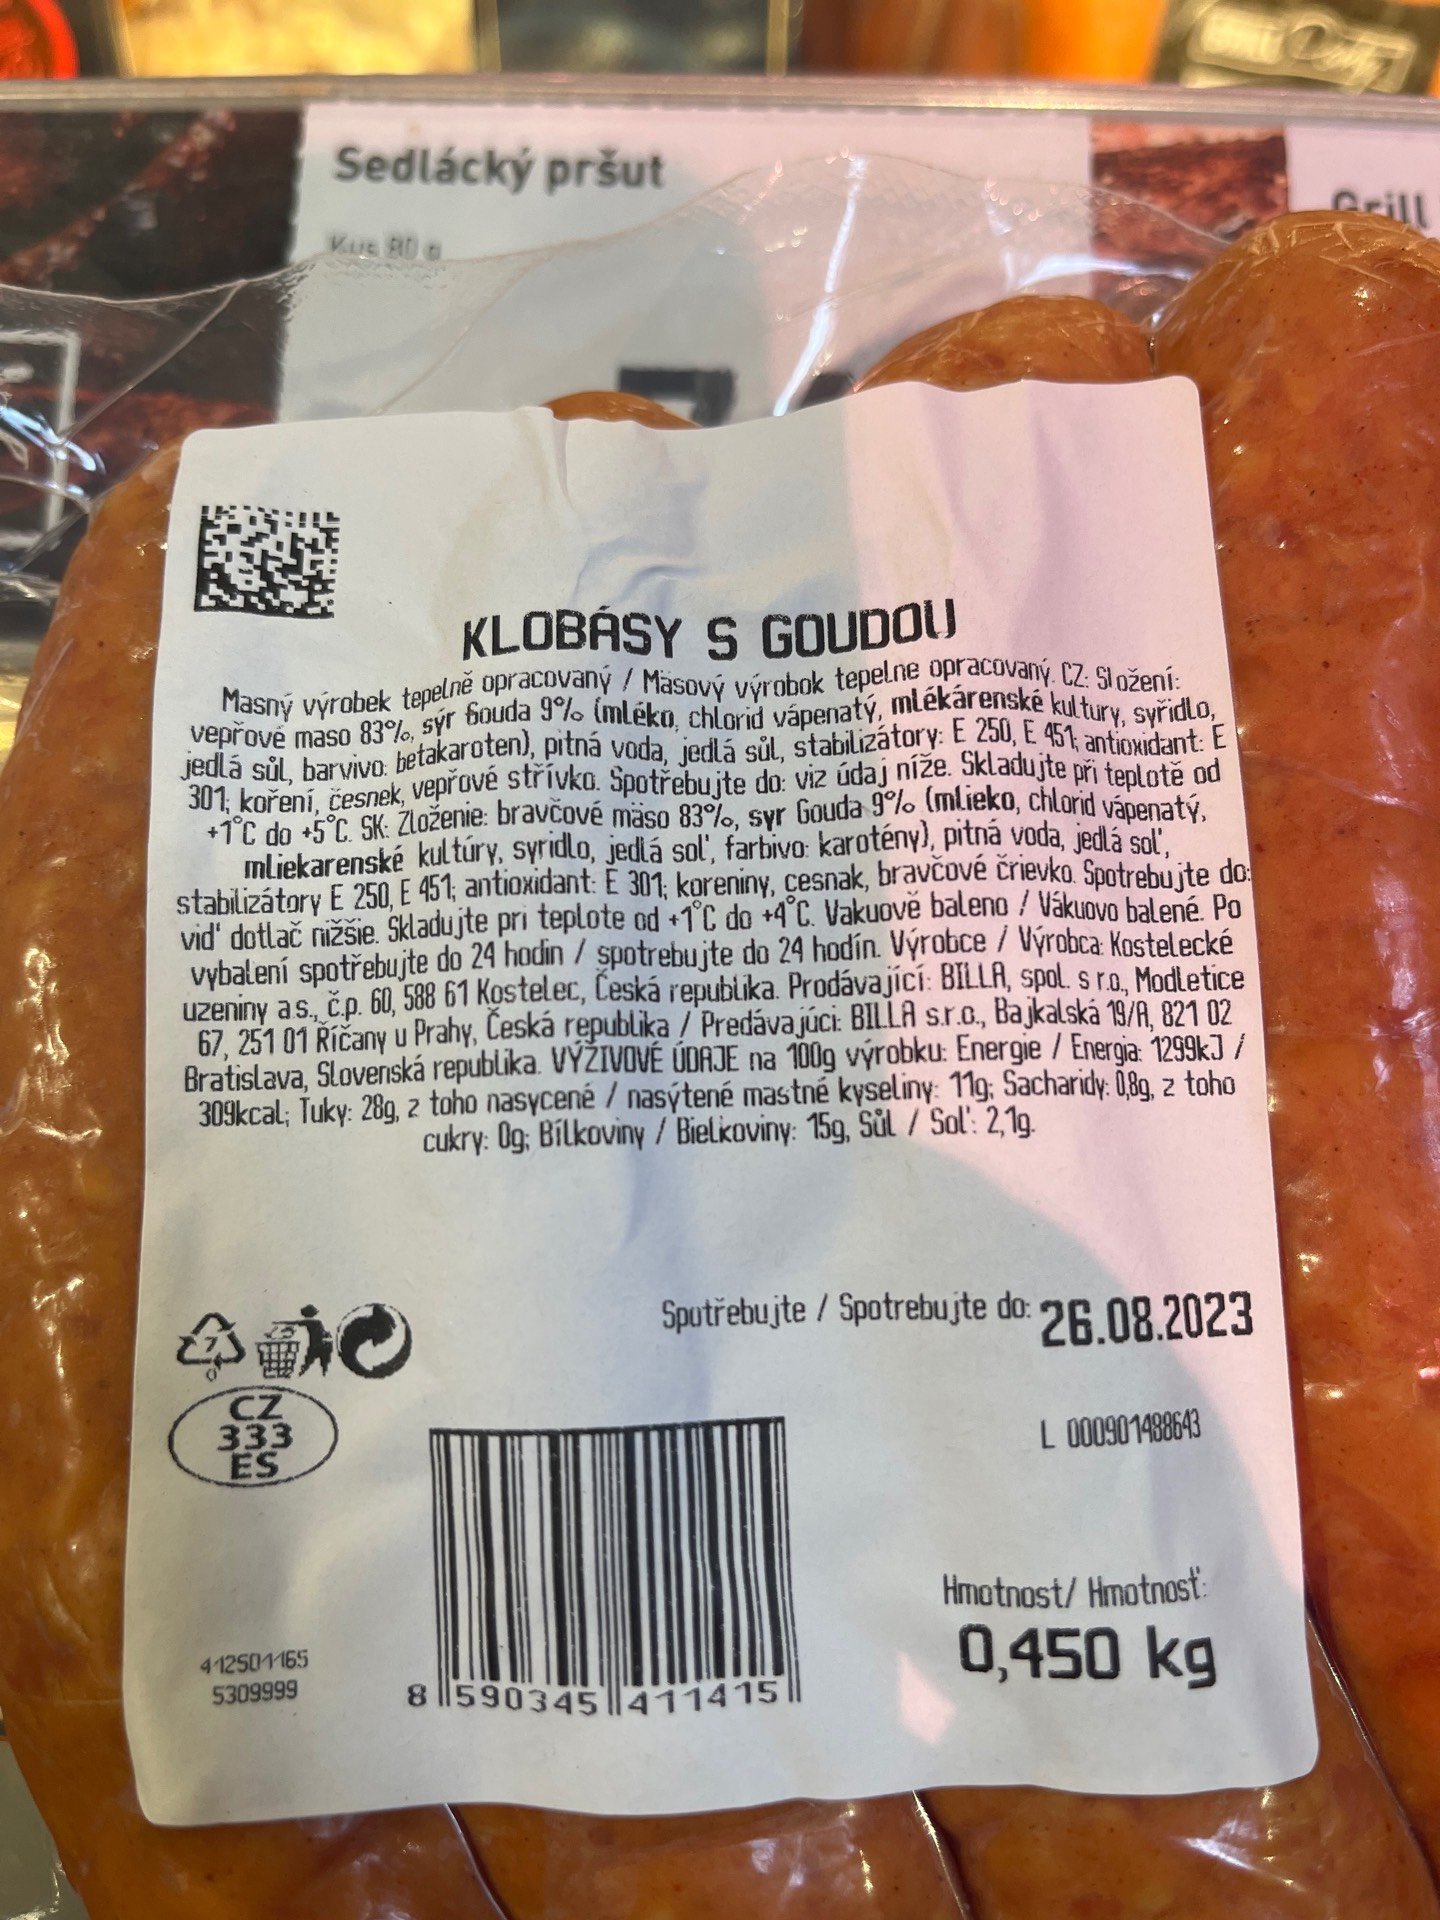 Sedlácký pršut
Kus 80 g
Grill
KLOBÁSY S GOUDOU
Masný výrobek tepelně opracovaný / Mäsový výrobok tepelne opracovaný. CZ: Složení:
vepřové maso 83%, sýr Gouda 9% (mléko, chlorid vápenatý, mlékárenské kultury, syřidlo,
jedlá sůl, barvivo: betakaroten), pitná voda, jedlá sůl, stabilizátory: E 250, E 451; antioxidant: E
301; koření, česnek, vepřové střívko. Spotřebujte do: viz údaj níže. Skladujte při teplotě od
+1°C do +5°C. SK: Zloženie: bravčové mäso 83%, syr Gouda 9% (mlieko, chlorid vápenatý,
mliekarenské kultúry, syridlo, jedlá soľ, farbivo: karotény), pitná voda, jedlá soľ,
stabilizátory E 250, E 451; antioxidant: E 301; koreniny, cesnak, bravčové črievko. Spotrebujte do:
viď dotlač nižšie. Skladujte pri teplote od +1°C do +4°C. Vakuově baleno / Vákuovo balené. Po
vybalení spotřebujte do 24 hodin / spotrebujte do 24 hodín. Výrobce / Výrobca: Kostelecké
uzeniny a.s., č.p. 60, 588 61 Kostelec, Česká republika. Prodávající: BILLA, spol. s r.o., Modletice
67, 251 01 Říčany u Prahy, Česká republika / Predávajúci: BILLA s.r.o., Bajkalská 19/A, 821 02
Bratislava, Slovenská republika. VÝŽIVOVÉ ÚDAJE na 100g výrobku: Energie / Energia: 1299kJ /
309kcal; Tuky: 28g, z toho nasycené / nasýtené mastné kyseliny: 11g; Sacharidy: 0,8g, z toho
cukry: 0g; Bílkoviny / Bielkoviny: 15g, Sůl / Soľ: 2,1g.
Spotřebujte / Spotrebujte do: 26.08.2023
7
O
CZ
333
ES
L 000901488643
Hmotnost/ Hmotnosť:
0,450 kg
412501165
5309999
8 590345 411415